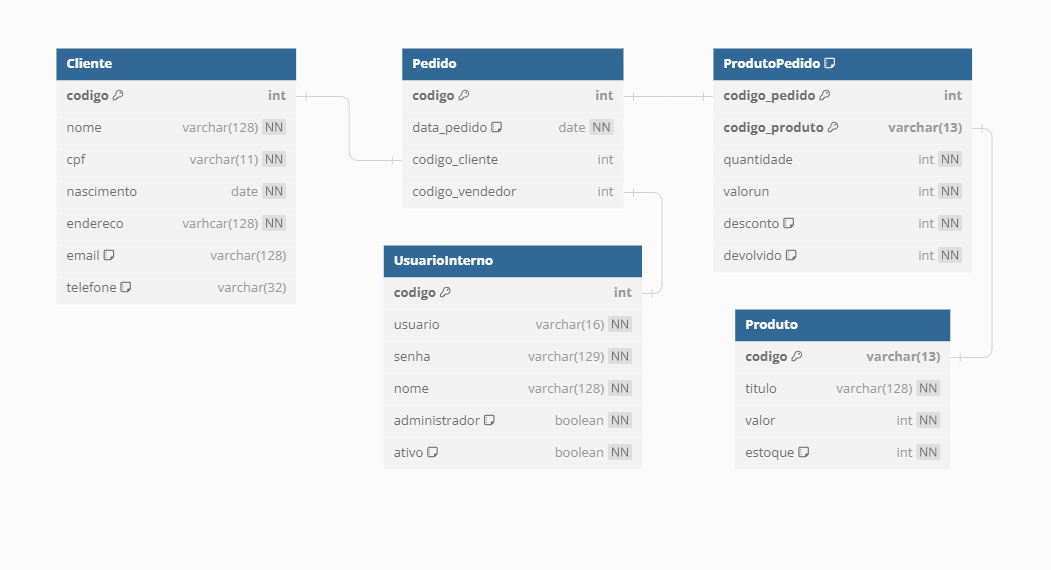 Cliente
codigo int
nome varchar(128) NN
cpf varchar(11) NN
nascimento date NN
endereco varhcar(128) NN
email varchar(128)
telefone varchar(32)
Pedido
codigo int
data_pedido date NN
codigo_cliente int
codigo_vendedor int
ProdutoPedido
codigo_pedido int
codigo_produto varchar(13)
quantidade int NN
valorun int NN
desconto int NN
devolvido int NN
UsuarioInterno
codigo int
usuario varchar(16) NN
senha varchar(129) NN
nome varchar(128) NN
administrador boolean NN
ativo boolean NN
Produto
codigo varchar(13)
titulo varchar(128) NN
valor int NN
estoque int NN